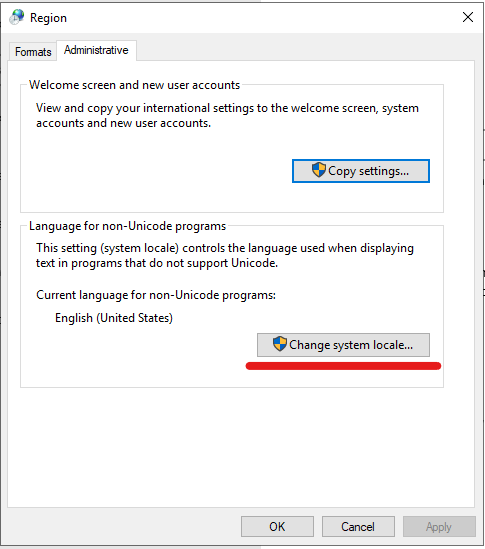 Region
Formats
Administrative
Welcome screen and new user accounts
View and copy your international settings to the welcome screen, system
accounts and new user accounts.
Copy settings...
Language for non-Unicode programs
This setting (system locale) controls the language used when displaying
text in programs that do not support Unicode.
Current language for non-Unicode programs:
English (United States)
Change system locale...
OK
Cancel
Apply